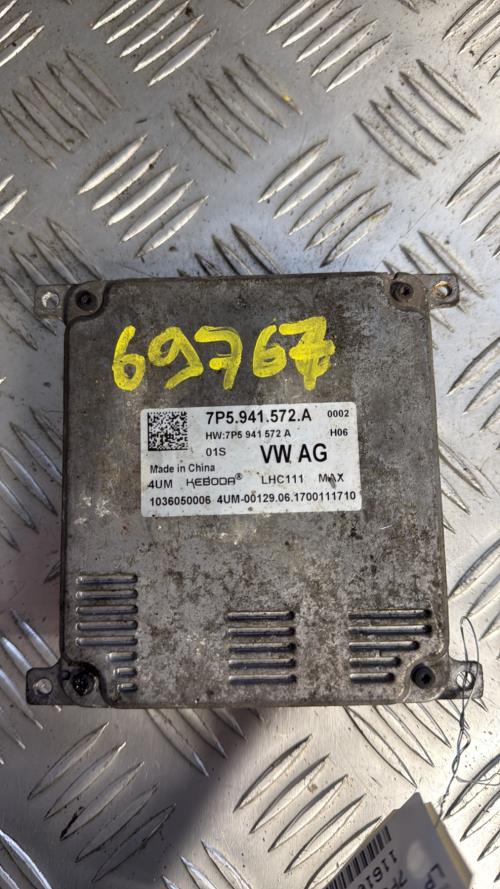 69767
7P5.941.572.A 0002
HW:7P5 941 572 A H06
01S VW AG
Made in China
4UM KEBODA® LHC111 MAX
1036050006 4UM-00129.06.1700111710